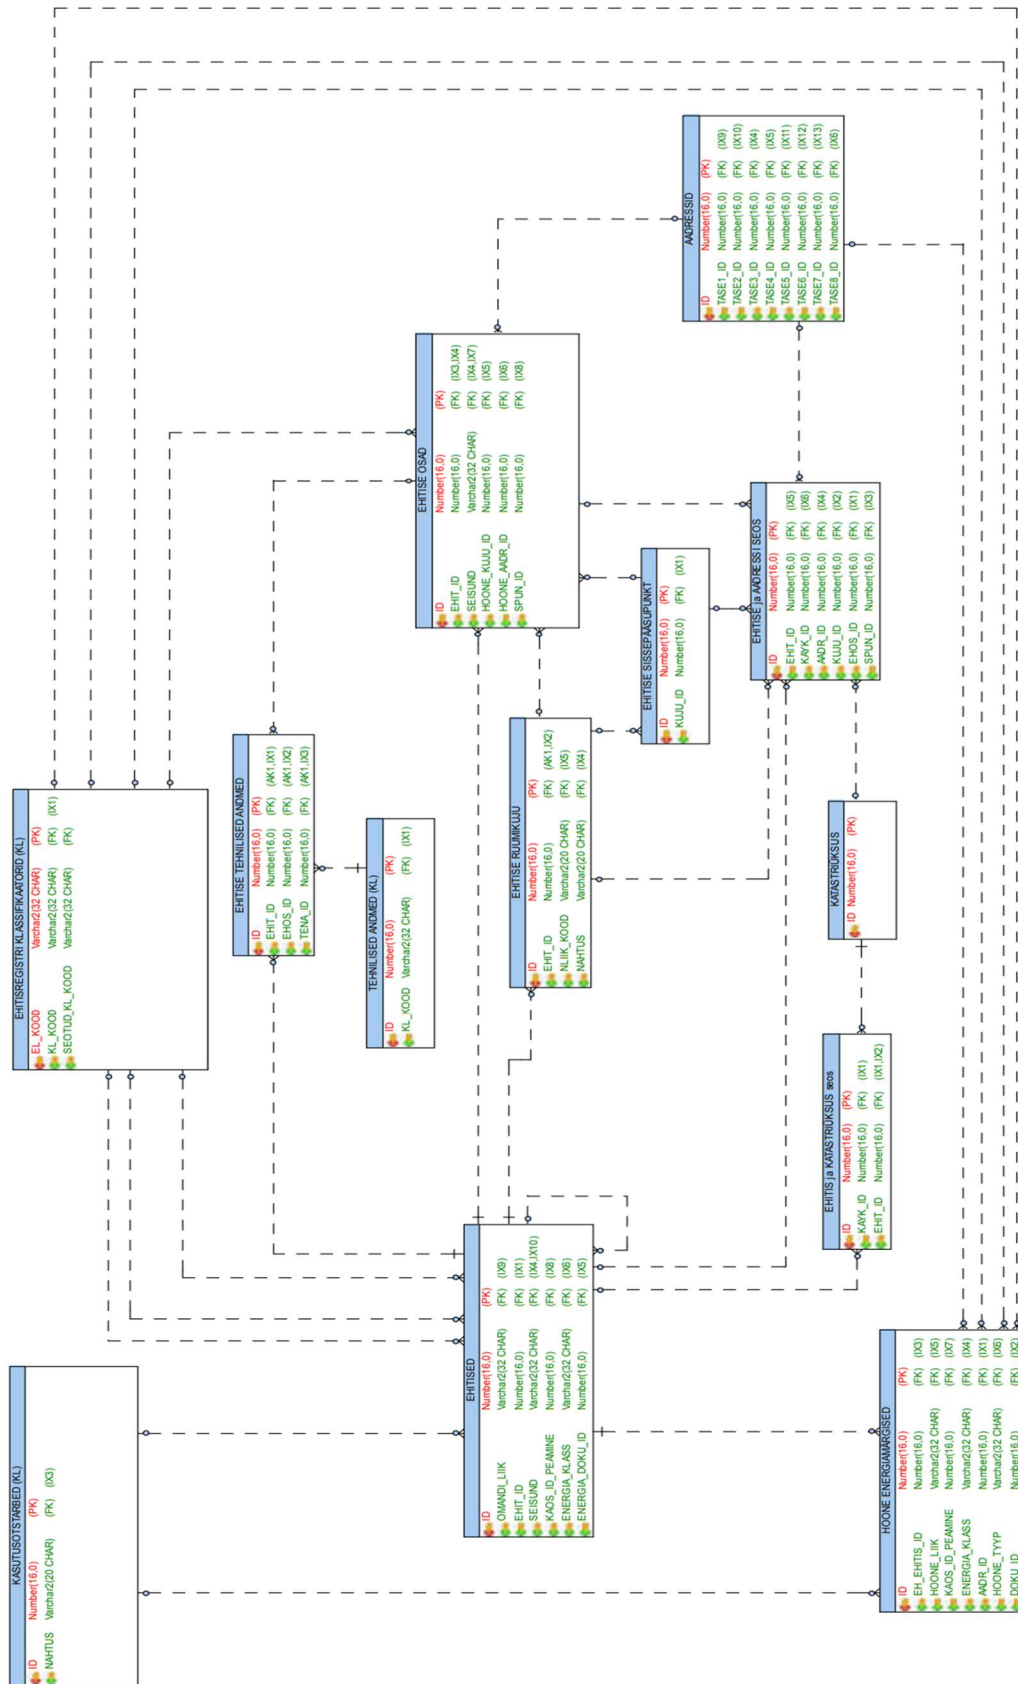 KASUTUSOTSTARBED (KL)
ID Number(16,0) (PK)
NAHTUS Varchar2(20 CHAR) (FK) (IX3)
EHITISREGISTRI KLASSIFIKAATORID (KL)
EL_KOOD Varchar2(32 CHAR) (PK)
KL_KOOD Varchar2(32 CHAR) (FK) (IX1)
SEOTUD_KL_KOOD Varchar2(32 CHAR) (FK)
EHITISE TEHNILISED ANDMED
ID Number(16,0) (PK)
EHIT_ID Number(16,0) (FK) (AK1,IX1)
EHOS_ID Number(16,0) (FK) (AK1,IX2)
TENA_ID Number(16,0) (FK) (AK1,IX3)
TEHNILISED ANDMED (KL)
ID Number(16,0) (PK)
KL_KOOD Varchar2(32 CHAR) (FK) (IX1)
EHITISE OSAD
ID Number(16,0) (PK)
EHIT_ID Number(16,0) (FK) (IX3,IX4)
SEISUND Varchar2(32 CHAR) (FK) (IX4,IX7)
HOONE_KUJU_ID Number(16,0) (FK) (IX5)
HOONE_AADR_ID Number(16,0) (FK) (IX6)
SPUN_ID Number(16,0) (FK) (IX8)
EHITISED
ID Number(16,0) (PK)
OMANDI_LIIK Varchar2(32 CHAR) (FK) (IX9)
EHIT_ID Number(16,0) (FK) (IX1)
SEISUND Varchar2(32 CHAR) (FK) (IX4,IX10)
KAOS_ID_PEAMINE Number(16,0) (FK) (IX8)
ENERGIA_KLASS Varchar2(32 CHAR) (FK) (IX6)
ENERGIA_DOKU_ID Number(16,0) (FK) (IX5)
EHITISE RUUMIKUJU
ID Number(16,0) (PK)
EHIT_ID Number(16,0) (FK) (AK1,IX2)
NLIIK_KOOD Varchar2(20 CHAR) (FK) (IX5)
NAHTUS Varchar2(20 CHAR) (FK) (IX4)
EHITISE SISSEPÄÄSUPUNKT
ID Number(16,0) (PK)
KUJU_ID Number(16,0) (FK) (IX1)
AADRESSID
ID Number(16,0) (PK)
TASE1_ID Number(16,0) (FK) (IX9)
TASE2_ID Number(16,0) (FK) (IX10)
TASE3_ID Number(16,0) (FK) (IX4)
TASE4_ID Number(16,0) (FK) (IX5)
TASE5_ID Number(16,0) (FK) (IX11)
TASE6_ID Number(16,0) (FK) (IX12)
TASE7_ID Number(16,0) (FK) (IX13)
TASE8_ID Number(16,0) (FK) (IX6)
EHITISE ja AADRESSI SEOS
ID Number(16,0) (PK)
EHIT_ID Number(16,0) (FK) (IX5)
KAYK_ID Number(16,0) (FK) (IX6)
AADR_ID Number(16,0) (FK) (IX4)
KUJU_ID Number(16,0) (FK) (IX2)
EHOS_ID Number(16,0) (FK) (IX1)
SPUN_ID Number(16,0) (FK) (IX3)
KATASTRIÜKSUS
ID Number(16,0) (PK)
EHITIS ja KATASTRIÜKSUS seos
ID Number(16,0) (PK)
KAYK_ID Number(16,0) (FK) (IX1)
EHIT_ID Number(16,0) (FK) (IX1,IX2)
HOONE ENERGIAMÄRGISED
ID Number(16,0) (PK)
EH_EHITIS_ID Number(16,0) (FK) (IX3)
HOONE_LIIK Varchar2(32 CHAR) (FK) (IX5)
KAOS_ID_PEAMINE Number(16,0) (FK) (IX7)
ENERGIA_KLASS Varchar2(32 CHAR) (FK) (IX4)
AADR_ID Number(16,0) (FK) (IX1)
HOONE_TYYP Varchar2(32 CHAR) (FK) (IX6)
DOKU_ID Number(16,0) (FK) (IX2)